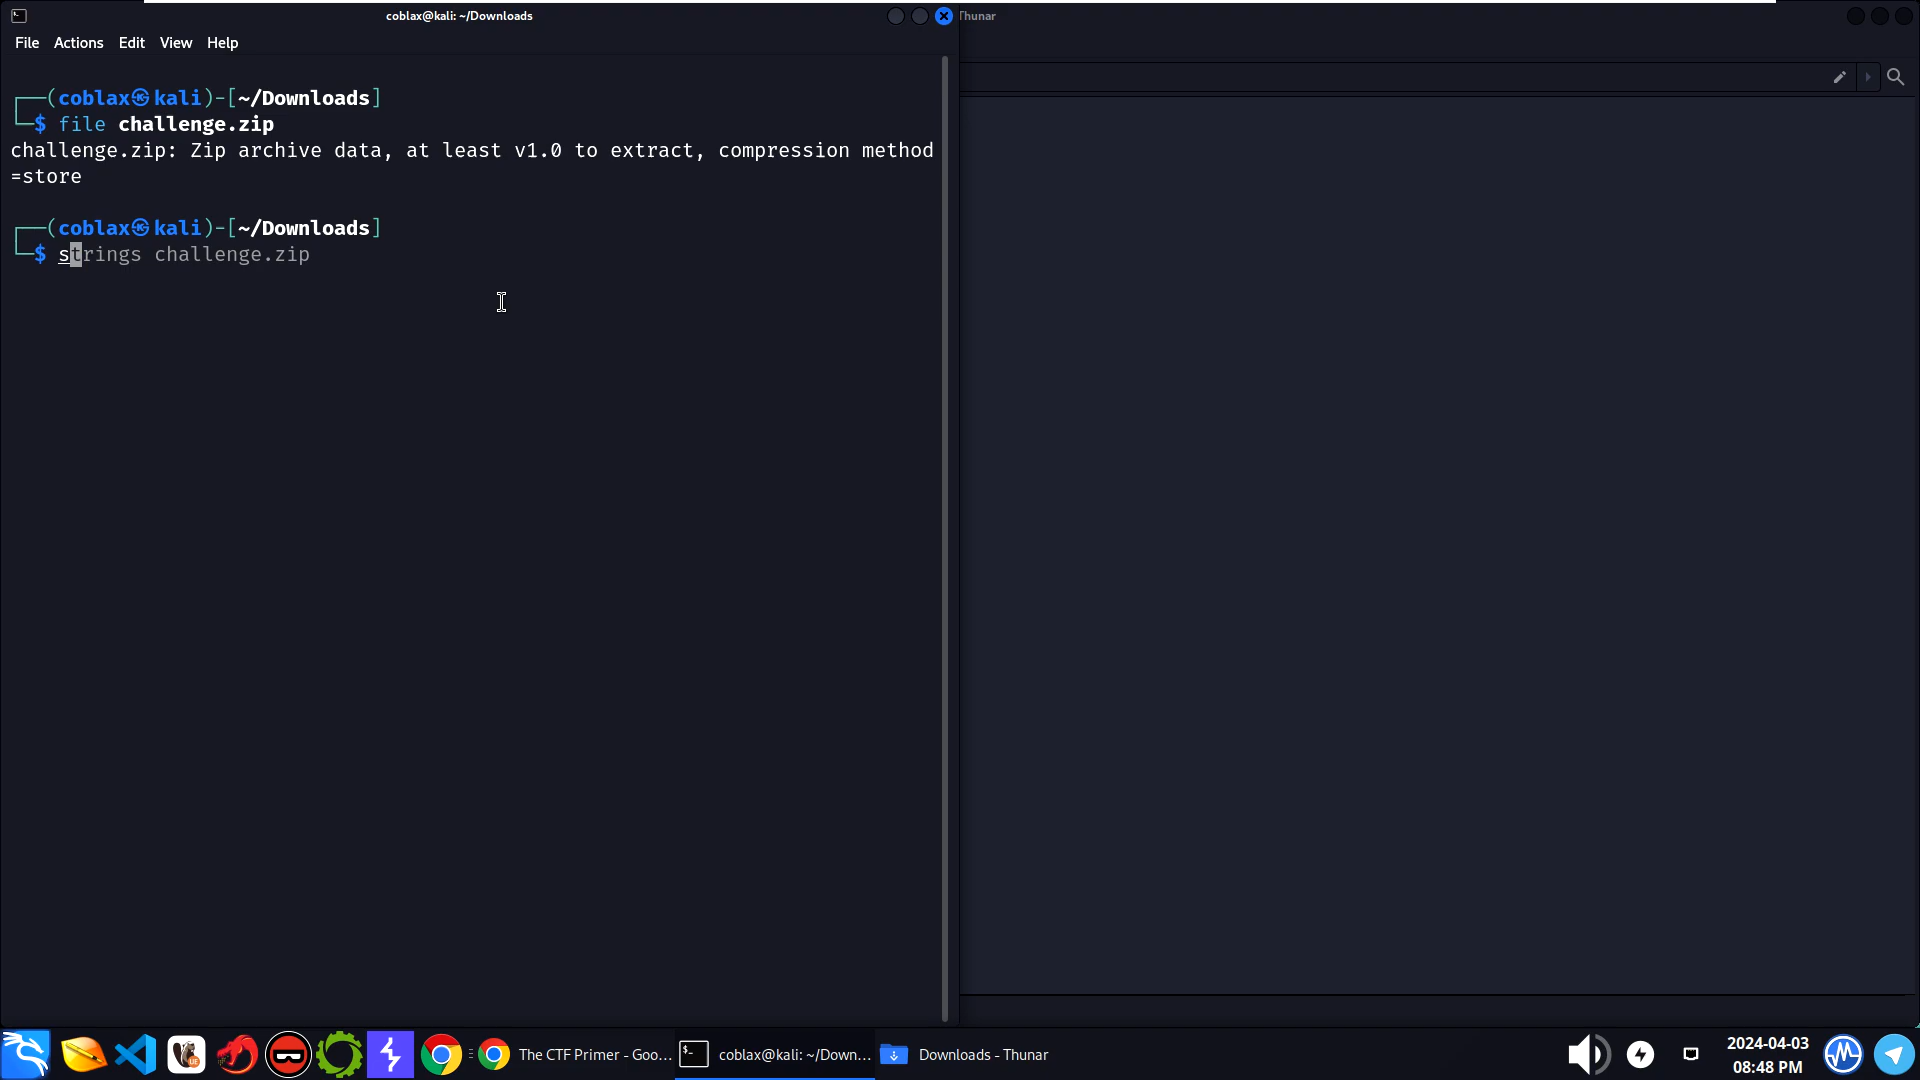 coblax@kali: ~/Downloads
Thunar
File Actions Edit View Help
┌──(coblax㉿kali)-[~/Downloads]
└─$ file challenge.zip
challenge.zip: Zip archive data, at least v1.0 to extract, compression method
=store
┌──(coblax㉿kali)-[~/Downloads]
└─$ strings challenge.zip
The CTF Primer - Goo...
coblax@kali: ~/Down...
Downloads - Thunar
2024-04-03
08:48 PM